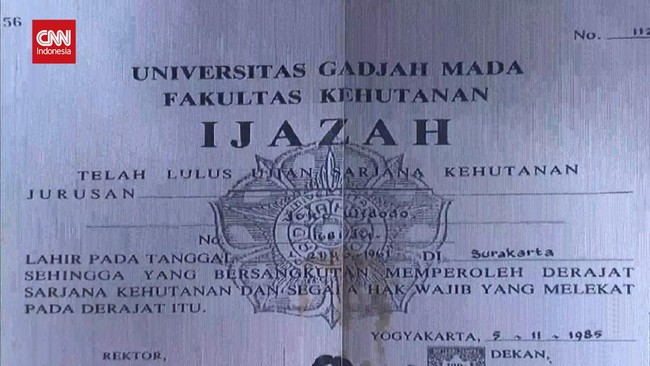 56
CNN
Indonesia
No. 112
UNIVERSITAS GADJAH MADA
FAKULTAS KEHUTANAN
IJAZAH
TELAH LULUS UJIAN SARJANA KEHUTANAN
JURUSAN
No.
LAHIR PADA TANGGAL 1961 DI Surakarta
SEHINGGA YANG BERSANGKUTAN MEMPEROLEH DERAJAT
SARJANA KEHUTANAN DAN SEGALA HAK WAJIB YANG MELEKAT
PADA DERAJAT ITU.
YOGYAKARTA, 5 - 11 - 1985
REKTOR,
DEKAN,